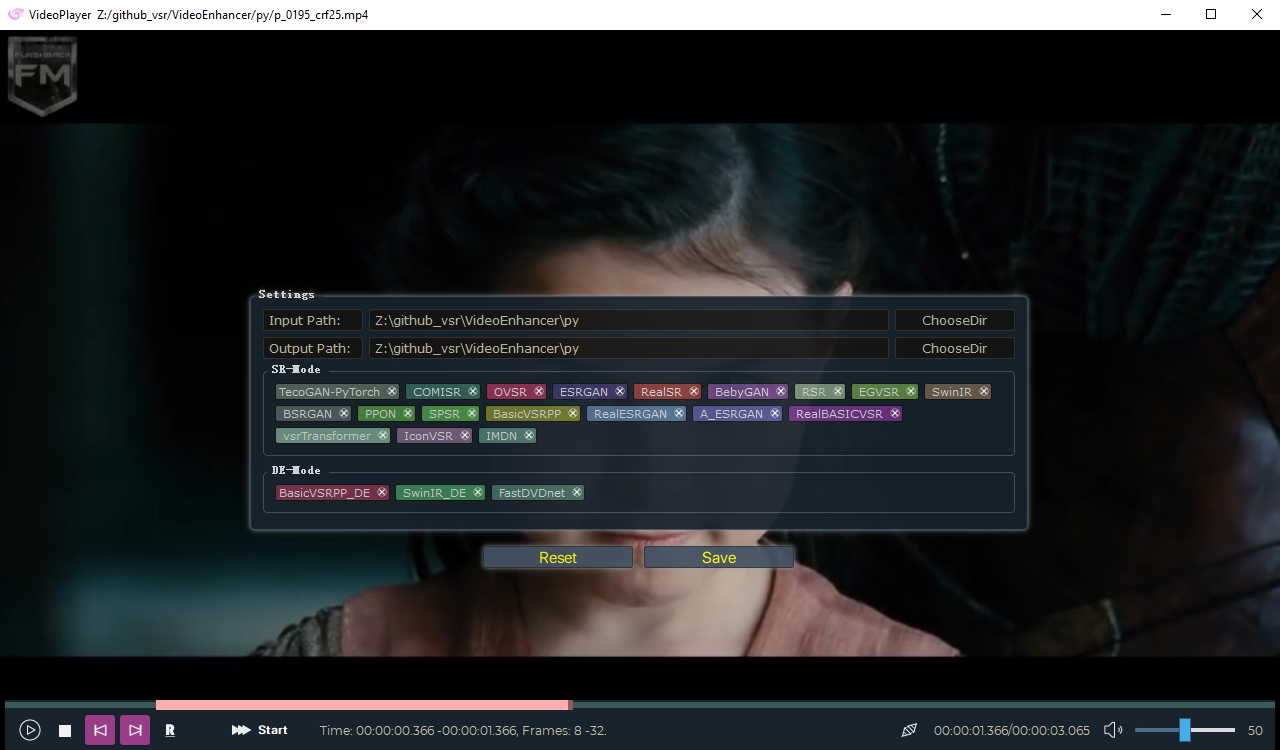 VideoPlayer Z:/github_vsr/VideoEnhancer/py/p_0195_crf25.mp4
FLASHBACK
FM
Settings
Input Path: Z:\github_vsr\VideoEnhancer\py ChooseDir
Output Path: Z:\github_vsr\VideoEnhancer\py ChooseDir
SR-Mode
TecoGAN-PyTorch COMISR OVSR ESRGAN RealSR BebyGAN RSR EGVSR SwinIR
BSRGAN PPON SPSR BasicVSRPP RealESRGAN A_ESRGAN RealBASICVSR
vsrTransformer IconVSR IMDN
DE-Mode
BasicVSRPP_DE SwinIR_DE FastDVDnet
Reset Save
R Start Time: 00:00:00.366 -00:00:01.366, Frames: 8 -32. 00:00:01.366/00:00:03.065 50